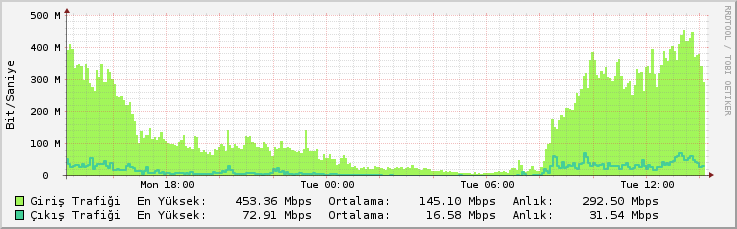 500 M
400 M
300 M
200 M
100 M
0
Bit/Saniye
Mon 18:00 Tue 00:00 Tue 06:00 Tue 12:00
RRDTOOL / TOBI OETIKER
Giriş Trafiği En Yüksek: 453.36 Mbps Ortalama: 145.10 Mbps Anlık: 292.50 Mbps
Çıkış Trafiği En Yüksek: 72.91 Mbps Ortalama: 16.58 Mbps Anlık: 31.54 Mbps